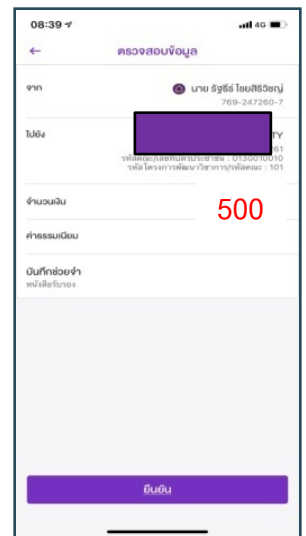 08:39
4G
ตรวจสอบข้อมูล
จาก
นาย รัฐธีร์ ไชยสิริวิชญ์
769-247260-7
ไปยัง
TY
261
รหัสคณะ/เลขที่บัตรประชาชน : 0130010010
รหัสโครงการพัฒนาวิชาการ/รหัสคณะ : 101
จำนวนเงิน
500
ค่าธรรมเนียม
บันทึกช่วยจำ
หนังสือรับรอง
ยืนยัน